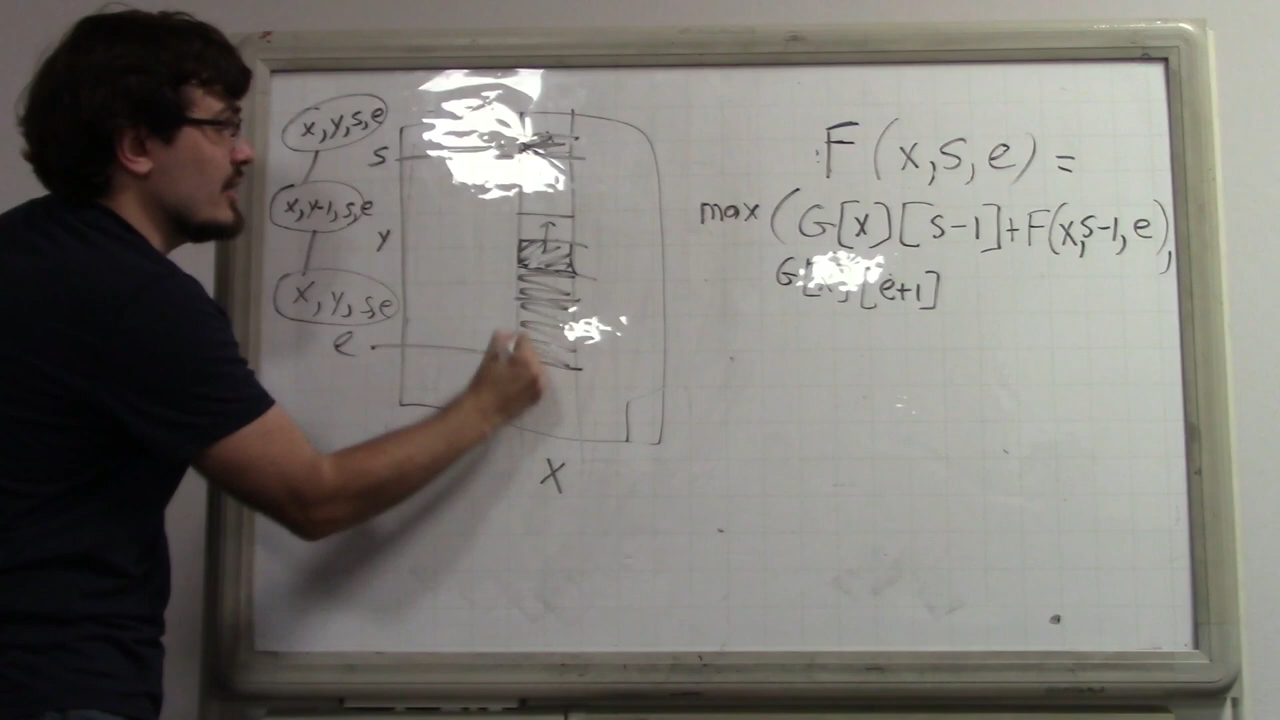 x,y,s,e
s
x,y-1,s,e
y
x,y,s,e
e
x
F(x,s,e)=
max(G[x][s-1]+F(x,s-1,e),
G[x][e+1]